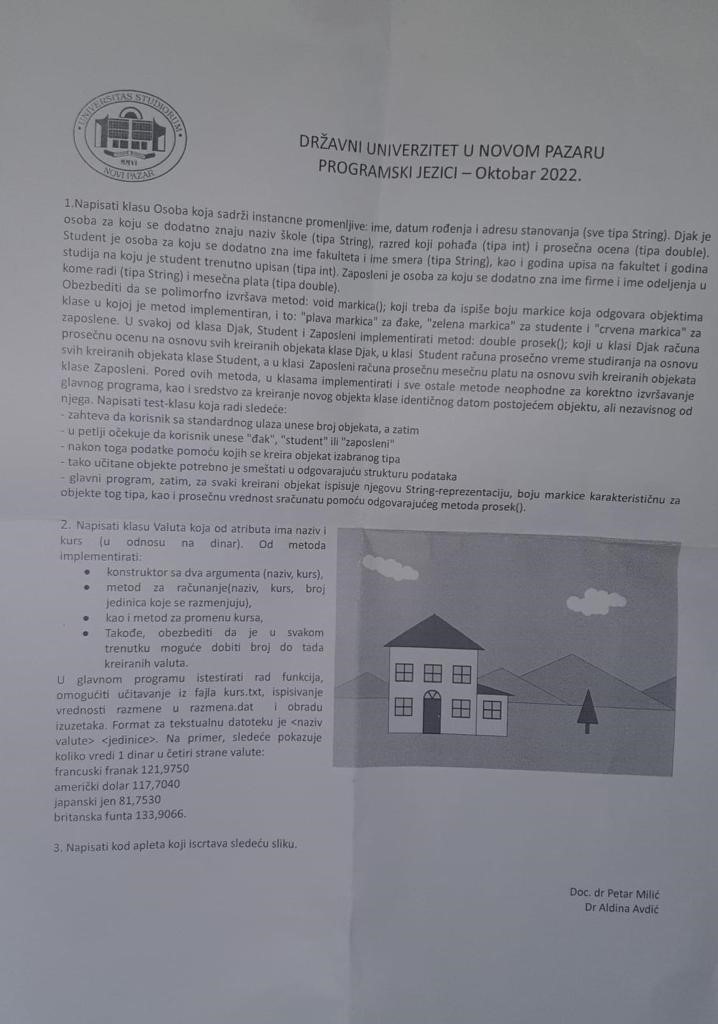 UNIVERSITAS STUDIORUM
MMVI
NOVI PAZAR
DRŽAVNI UNIVERZITET U NOVOM PAZARU
PROGRAMSKI JEZICI – Oktobar 2022.
1.Napisati klasu Osoba koja sadrži instancne promenljive: ime, datum rođenja i adresu stanovanja (sve tipa String). Djak je
osoba za koju se dodatno znaju naziv škole (tipa String), razred koji pohađa (tipa int) i prosečna ocena (tipa double).
Student je osoba za koju se dodatno zna ime fakulteta i ime smera (tipa String), kao i godina upisa na fakultet i godina
studija na koju je student trenutno upisan (tipa int). Zaposleni je osoba za koju se dodatno zna ime firme i ime odeljenja u
kome radi (tipa String) i mesečna plata (tipa double).
Obezbediti da se polimorfno izvršava metod: void markica(); koji treba da ispiše boju markice koja odgovara objektima
klase u kojoj je metod implementiran, i to: "plava markica" za đake, "zelena markica" za studente i "crvena markica" za
zaposlene. U svakoj od klasa Djak, Student i Zaposleni implementirati metod: double prosek(); koji u klasi Djak računa
prosečnu ocenu na osnovu svih kreiranih objekata klase Djak, u klasi Student računa prosečno vreme studiranja na osnovu
svih kreiranih objekata klase Student, a u klasi Zaposleni računa prosečnu mesečnu platu na osnovu svih kreiranih objekata
klase Zaposleni. Pored ovih metoda, u klasama implementirati i sve ostale metode neophodne za korektno izvršavanje
glavnog programa, kao i sredstvo za kreiranje novog objekta klase identičnog datom postojećem objektu, ali nezavisnog od
njega. Napisati test-klasu koja radi sledeće:
- zahteva da korisnik sa standardnog ulaza unese broj objekata, a zatim
- u petlji očekuje da korisnik unese "đak", "student" ili "zaposleni"
- nakon toga podatke pomoću kojih se kreira objekat izabranog tipa
- tako učitane objekte potrebno je smeštati u odgovarajuću strukturu podataka
- glavni program, zatim, za svaki kreirani objekat ispisuje njegovu String-reprezentaciju, boju markice karakterističnu za
objekte tog tipa, kao i prosečnu vrednost sračunatu pomoću odgovarajućeg metoda prosek().
2. Napisati klasu Valuta koja od atributa ima naziv i
kurs (u odnosu na dinar). Od metoda
implementirati:
• konstruktor sa dva argumenta (naziv, kurs),
• metod za računanje(naziv, kurs, broj
jedinica koje se razmenjuju),
• kao i metod za promenu kursa,
• Takođe, obezbediti da je u svakom
trenutku moguće dobiti broj do tada
kreiranih valuta.
U glavnom programu istestirati rad funkcija,
omogućiti učitavanje iz fajla kurs.txt, ispisivanje
vrednosti razmene u razmena.dat i obradu
izuzetaka. Format za tekstualnu datoteku je <naziv
valute> <jedinice>. Na primer, sledeće pokazuje
koliko vredi 1 dinar u četiri strane valute:
francuski franak 121,9750
američki dolar 117,7040
japanski jen 81,7530
britanska funta 133,9066.
3. Napisati kod apleta koji iscrtava sledeću sliku.
Doc. dr Petar Milić
Dr Aldina Avdić